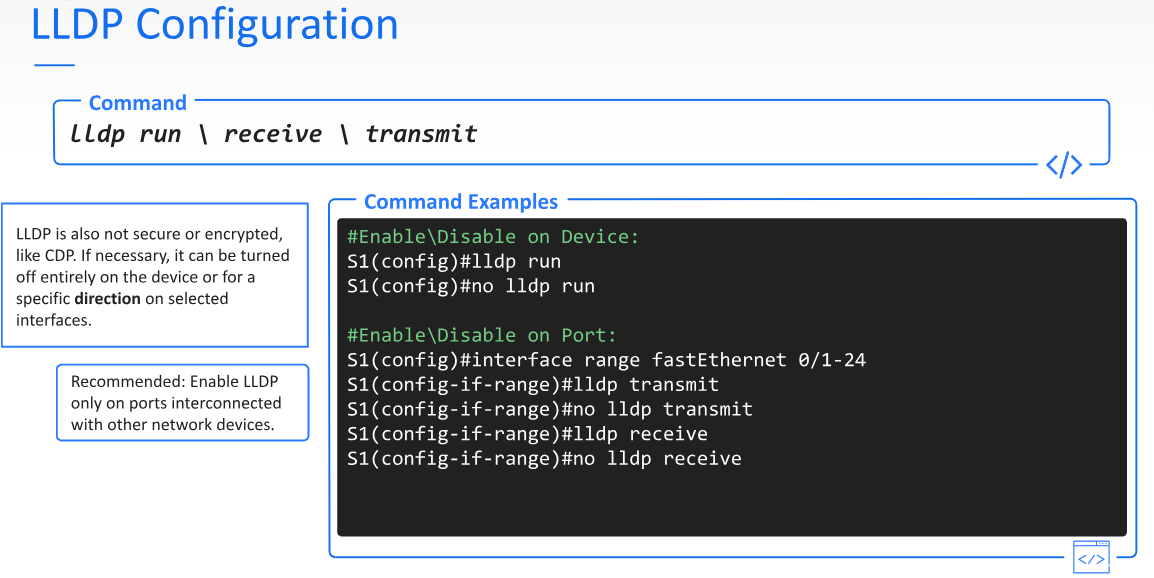 LLDP Configuration
Command
lldp run \ receive \ transmit
</>
LLDP is also not secure or encrypted,
like CDP. If necessary, it can be turned
off entirely on the device or for a
specific direction on selected
interfaces.
Recommended: Enable LLDP
only on ports interconnected
with other network devices.
Command Examples
#Enable\Disable on Device:
S1(config)#lldp run
S1(config)#no lldp run
#Enable\Disable on Port:
S1(config)#interface range fastEthernet 0/1-24
S1(config-if-range)#lldp transmit
S1(config-if-range)#no lldp transmit
S1(config-if-range)#lldp receive
S1(config-if-range)#no lldp receive
</>